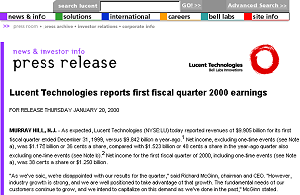 search lucent GO! Advanced Search >>
news & info solutions international careers bell labs site info
press room > press archive > investor relations > corporate info
news & investor info
press release
Lucent Technologies
Bell Labs Innovations
Lucent Technologies reports first fiscal quarter 2000 earnings
FOR RELEASE THURSDAY JANUARY 20, 2000
MURRAY HILL, N.J. - As expected, Lucent Technologies (NYSE:LU) today reported revenues of $9.905 billion for its first
fiscal quarter ended December 31, 1999, versus $9.842 billion a year-ago.1 Net income, excluding one-line events (see Note
a), was $1.175 billion or 36 cents a share, compared with $1.523 billion or 48 cents a share in the year-ago quarter also
excluding one-time events (see Note b).2 Net income for the first quarter of 2000, including one-line events (see Note
a), was 38 cents a share or $1.250 billion.
"As we've said, we're disappointed with our results for the quarter," said Richard McGinn, chairman and CEO. "However,
industry growth is strong, and we are well positioned to take advantage of that growth. The fundamental needs of our
customers continue to grow, and we intend to capitalize on that demand as we've done in the past," McGinn stated.